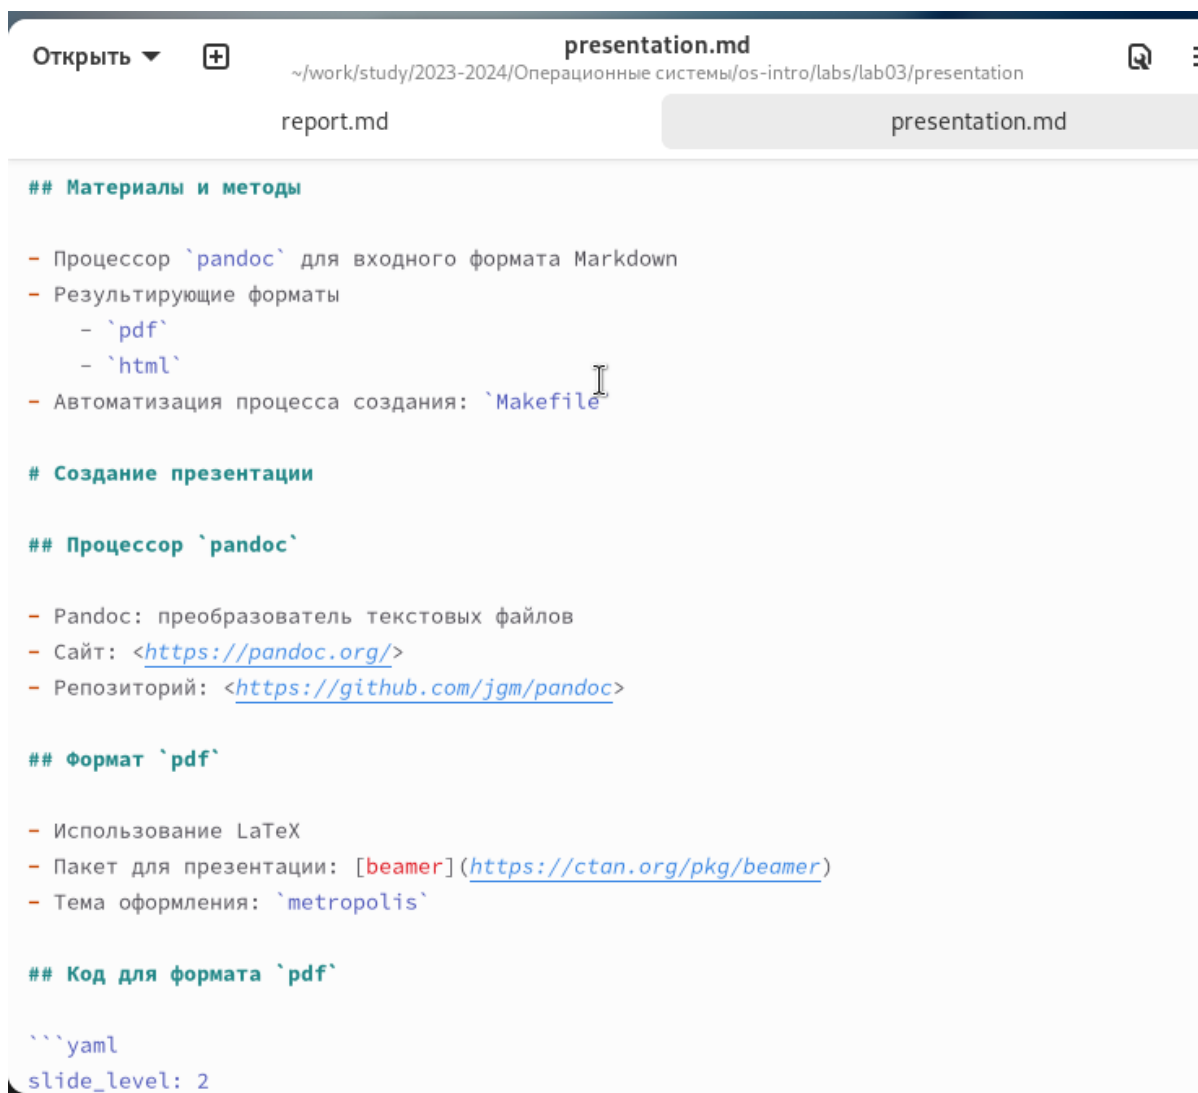 Открыть
presentation.md
~/work/study/2023-2024/Операционные системы/os-intro/labs/lab03/presentation
report.md
presentation.md
## Материалы и методы
- Процессор `pandoc` для входного формата Markdown
- Результирующие форматы
    - `pdf`
    - `html`
- Автоматизация процесса создания: `Makefile`
# Создание презентации
## Процессор `pandoc`
- Pandoc: преобразователь текстовых файлов
- Сайт: <https://pandoc.org/>
- Репозиторий: <https://github.com/jgm/pandoc>
## Формат `pdf`
- Использование LaTeX
- Пакет для презентации: [beamer](https://ctan.org/pkg/beamer)
- Тема оформления: `metropolis`
## Код для формата `pdf`
```yaml
slide_level: 2